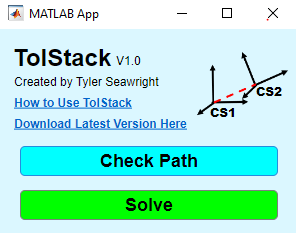 MATLAB App
TolStack V1.0
Created by Tyler Seawright
How to Use TolStack
Download Latest Version Here
CS1
CS2
Check Path
Solve